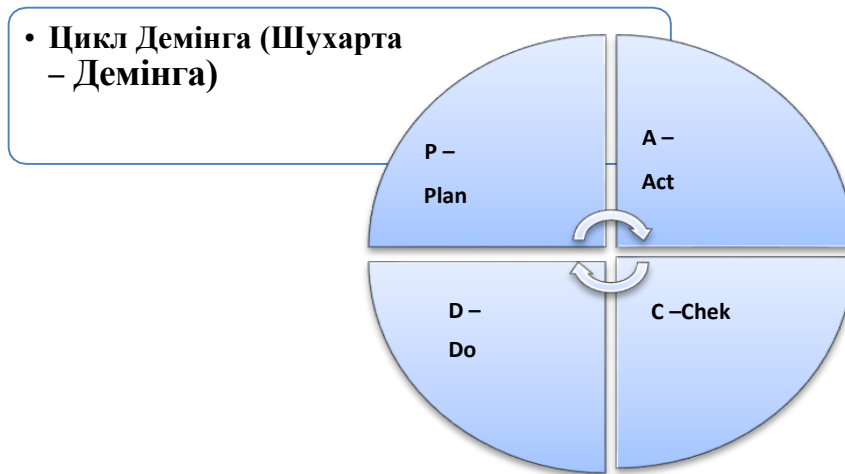 • Цикл Демінга (Шухарта
– Демінга)
P –
Plan
A –
Act
D –
Do
C –Chek